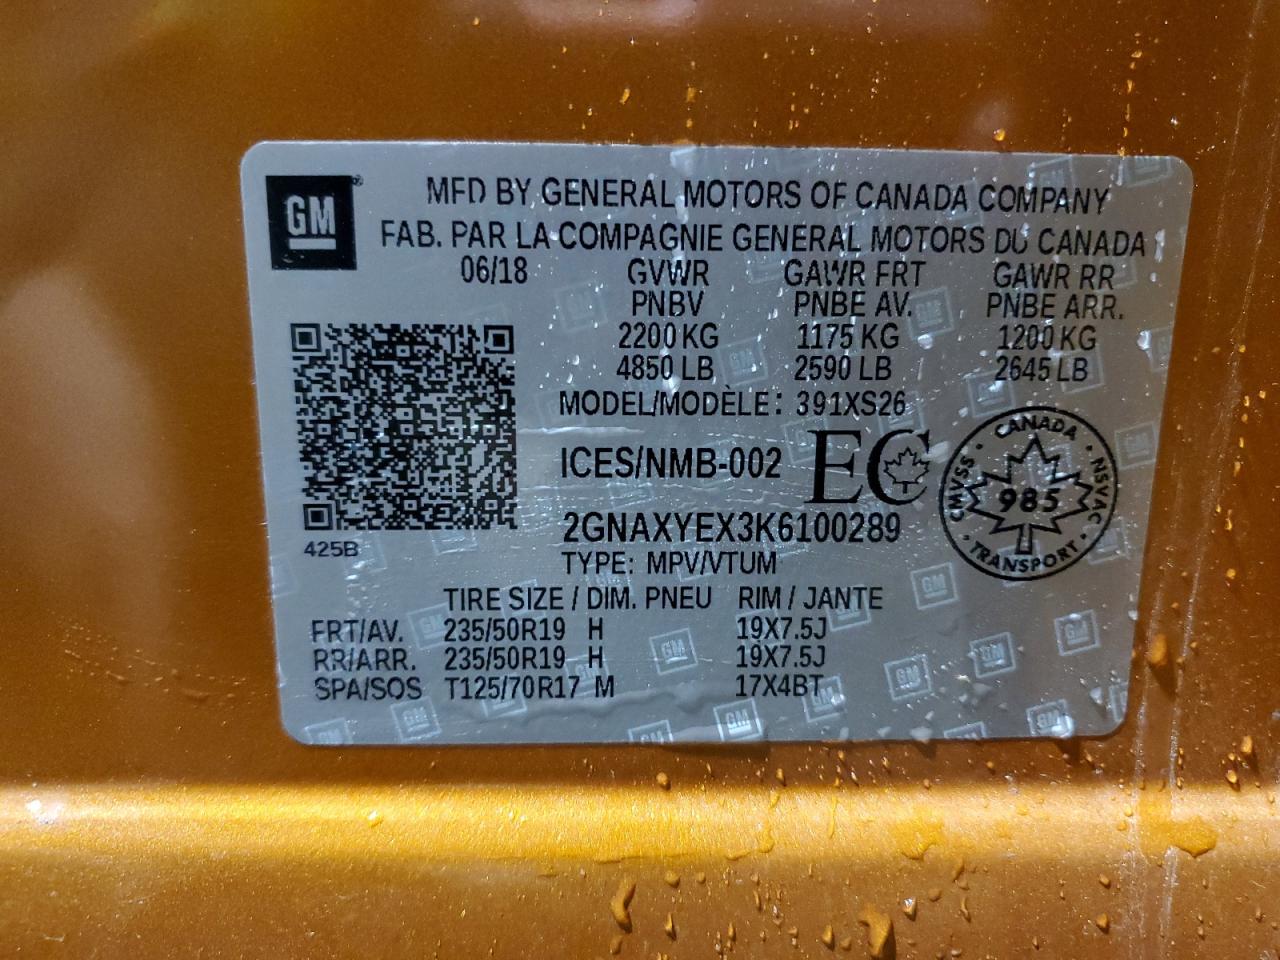 GM®
MFD BY GENERAL MOTORS OF CANADA COMPANY
FAB. PAR LA COMPAGNIE GENERAL MOTORS DU CANADA
06/18 GVWR GAWR FRT GAWR RR
PNBV PNBE AV. PNBE ARR.
2200 KG 1175 KG 1200 KG
4850 LB 2590 LB 2645 LB
MODEL/MODÈLE: 391XS26
ICES/NMB-002 EC
CANADA
CMVSS 985 NSVAC
TRANSPORT
2GNAXYEX3K6100289
425B
TYPE: MPV/VTUM
TIRE SIZE / DIM. PNEU RIM / JANTE
FRT/AV. 235/50R19 H 19X7.5J
RR/ARR. 235/50R19 H 19X7.5J
SPA/SOS T125/70R17 M 17X4BT